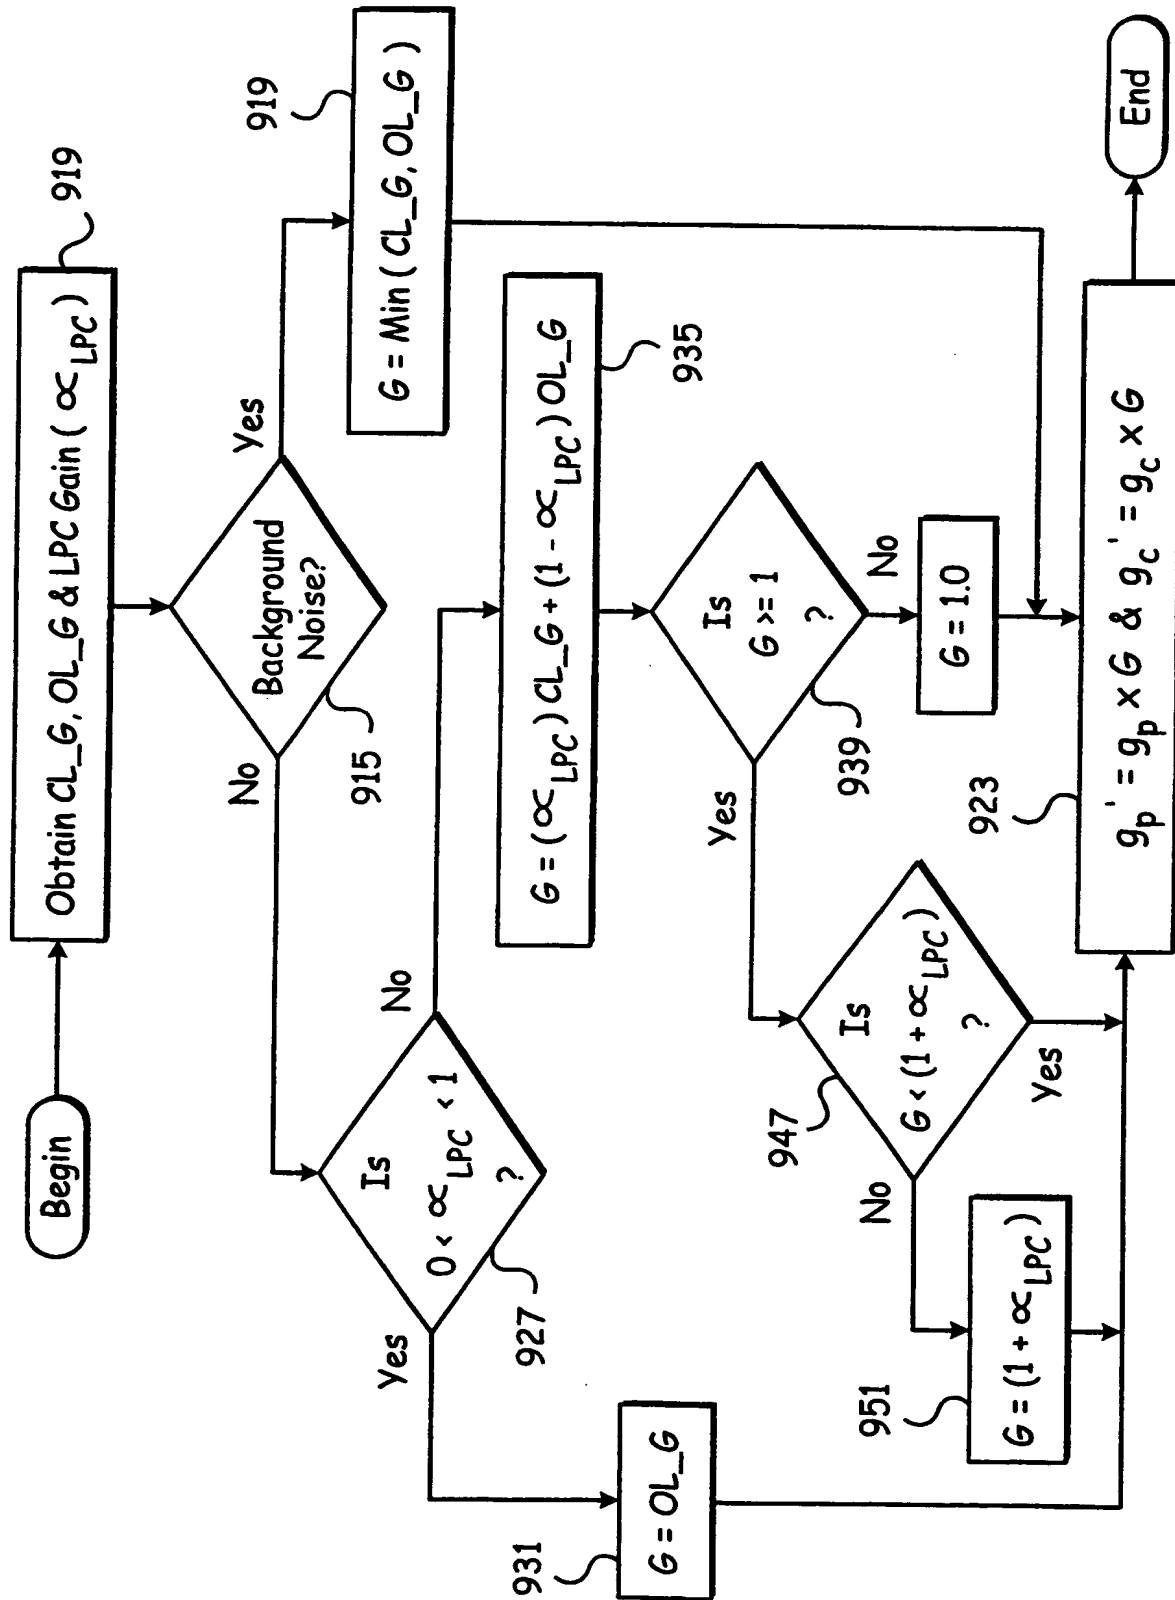 Begin
Obtain CL_G, OL_G & LPC Gain ( ∝LPC)
919
Background
Noise?
915
Yes
No
G = Min ( CL_G, OL_G )
919
Is
0 < ∝LPC < 1
?
927
Yes
No
G = (∝LPC) CL_G + (1 - ∝LPC) OL_G
935
G = OL_G
931
Is
G >= 1
?
939
Yes
No
G = 1.0
Is
G < (1 + ∝LPC)
?
947
No
Yes
G = (1 + ∝LPC)
951
gp' = gp x G & gc' = gc x G
923
End